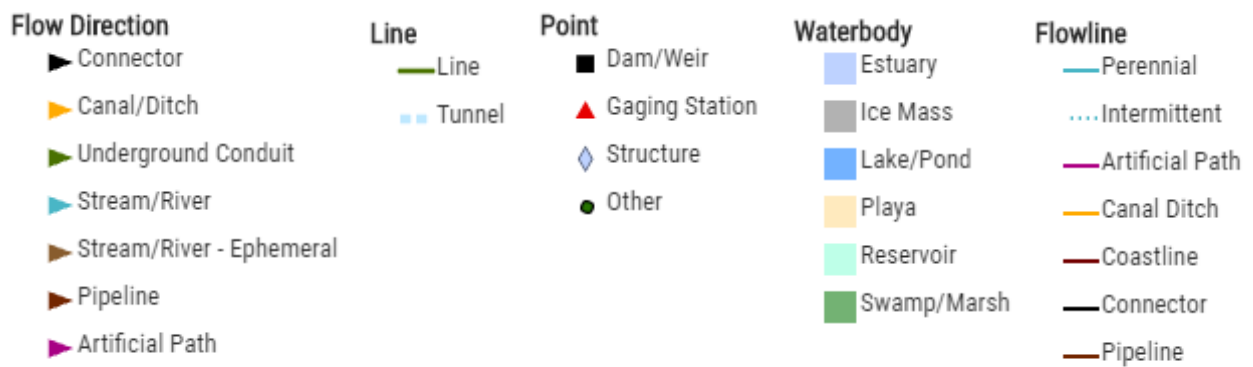 Flow Direction
Connector
Canal/Ditch
Underground Conduit
Stream/River
Stream/River - Ephemeral
Pipeline
Artificial Path
Line
Line
Tunnel
Point
Dam/Weir
Gaging Station
Structure
Other
Waterbody
Estuary
Ice Mass
Lake/Pond
Playa
Reservoir
Swamp/Marsh
Flowline
Perennial
Intermittent
Artificial Path
Canal Ditch
Coastline
Connector
Pipeline